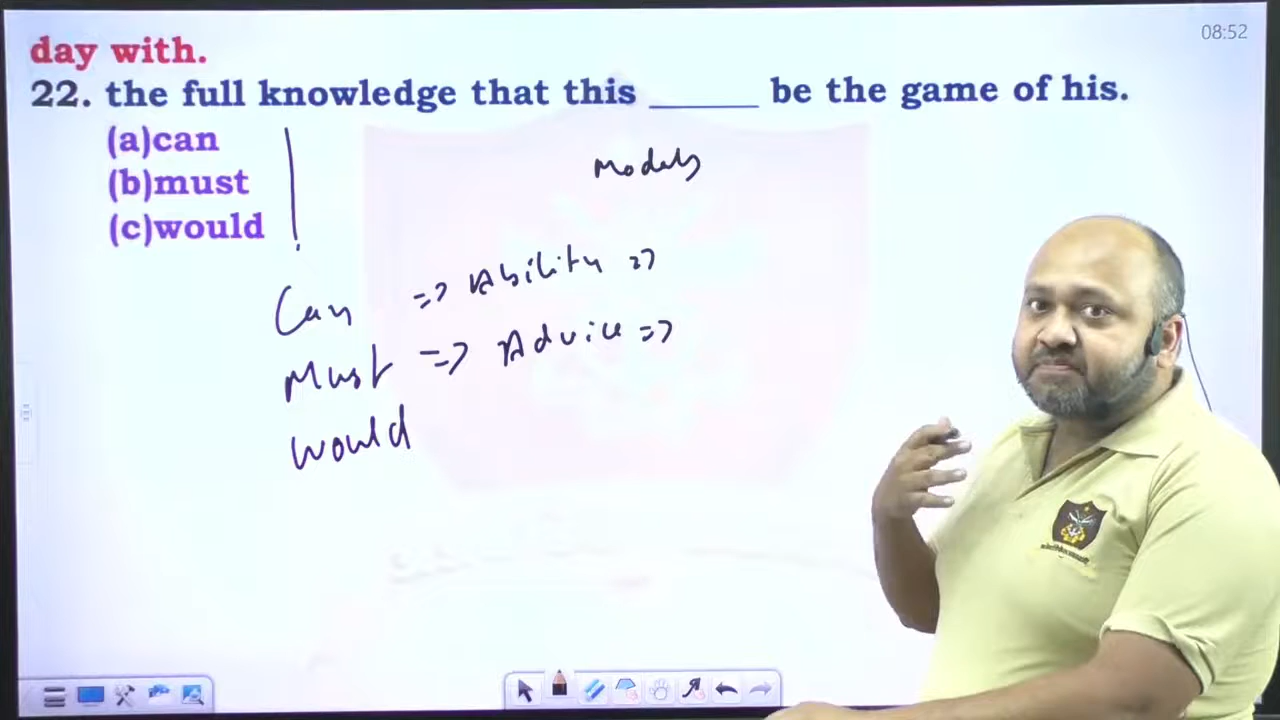 08:52
day with.
22. the full knowledge that this ______ be the game of his.
(a)can
(b)must
(c)would
Modals
Can => Ability =>
Must => Advice =>
would